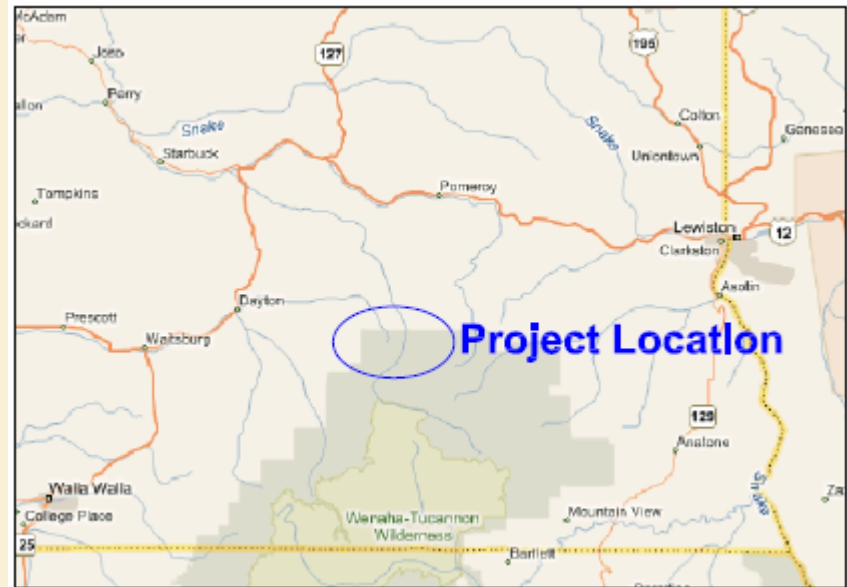 McAdam
195
127
Perry
Colton
Snake
Snake
Genesee
Starbuck
Uniontown
Tompkins
Pomeroy
Lewiston
12
Clarkston
Asotin
Dayton
Prescott
Project Location
Waitsburg
129
Anatone
Walla Walla
Snake
College Place
Wenaha-Tucannon
Wilderness
Mountain View
25
Bartlett